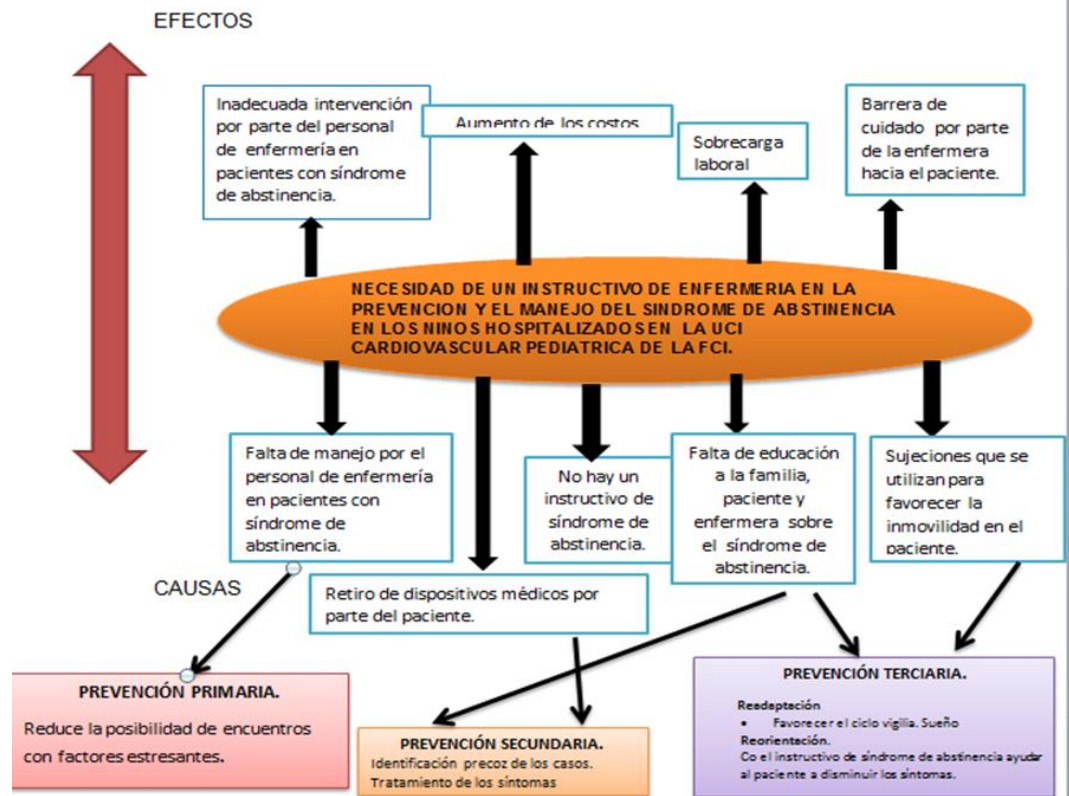 EFECTOS
Inadecuada intervención
por parte del personal
de enfermería en
pacientes con síndrome
de abstinencia.
Aumento de los costos
Sobrecarga
laboral
Barrera de
cuidado por parte
de la enfermera
hacia el paciente.
NECESIDAD DE UN INSTRUCTIVO DE ENFERMERIA EN LA
PREVENCION Y EL MANEJO DEL SINDROME DE ABSTINENCIA
EN LOS NINOS HOSPITALIZADOS EN LA UCI
CARDIOVASCULAR PEDIATRICA DE LA FCI.
Falta de manejo por el
personal de enfermería
en pacientes con
síndrome de
abstinencia.
No hay un
instructivo de
síndrome de
abstinencia.
Falta de educación
a la familia,
paciente y
enfermera sobre
el síndrome de
abstinencia.
Sujeciones que se
utilizan para
favorecer la
inmovilidad en el
paciente.
CAUSAS
Retiro de dispositivos médicos por
parte del paciente.
PREVENCIÓN PRIMARIA.
Reduce la posibilidad de encuentros
con factores estresantes.
PREVENCIÓN SECUNDARIA.
Identificación precoz de los casos.
Tratamiento de los síntomas
PREVENCIÓN TERCIARIA.
Readaptación
• Favorecer el ciclo vigilia. Sueño
Reorientación.
Co el instructivo de síndrome de abstinencia ayudar
al paciente a disminuir los síntomas.